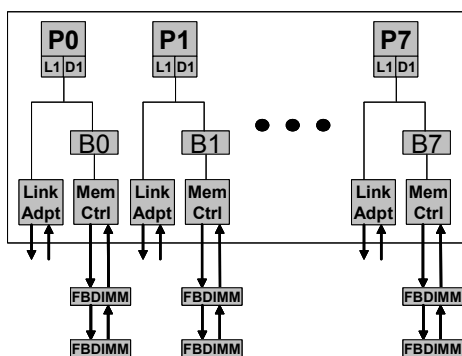 P0 P1 P7
L1 D1 L1 D1 L1 D1
B0 B1 B7
Link Adpt Mem Ctrl Link Adpt Mem Ctrl Link Adpt Mem Ctrl
FBDIMM FBDIMM FBDIMM
FBDIMM FBDIMM FBDIMM